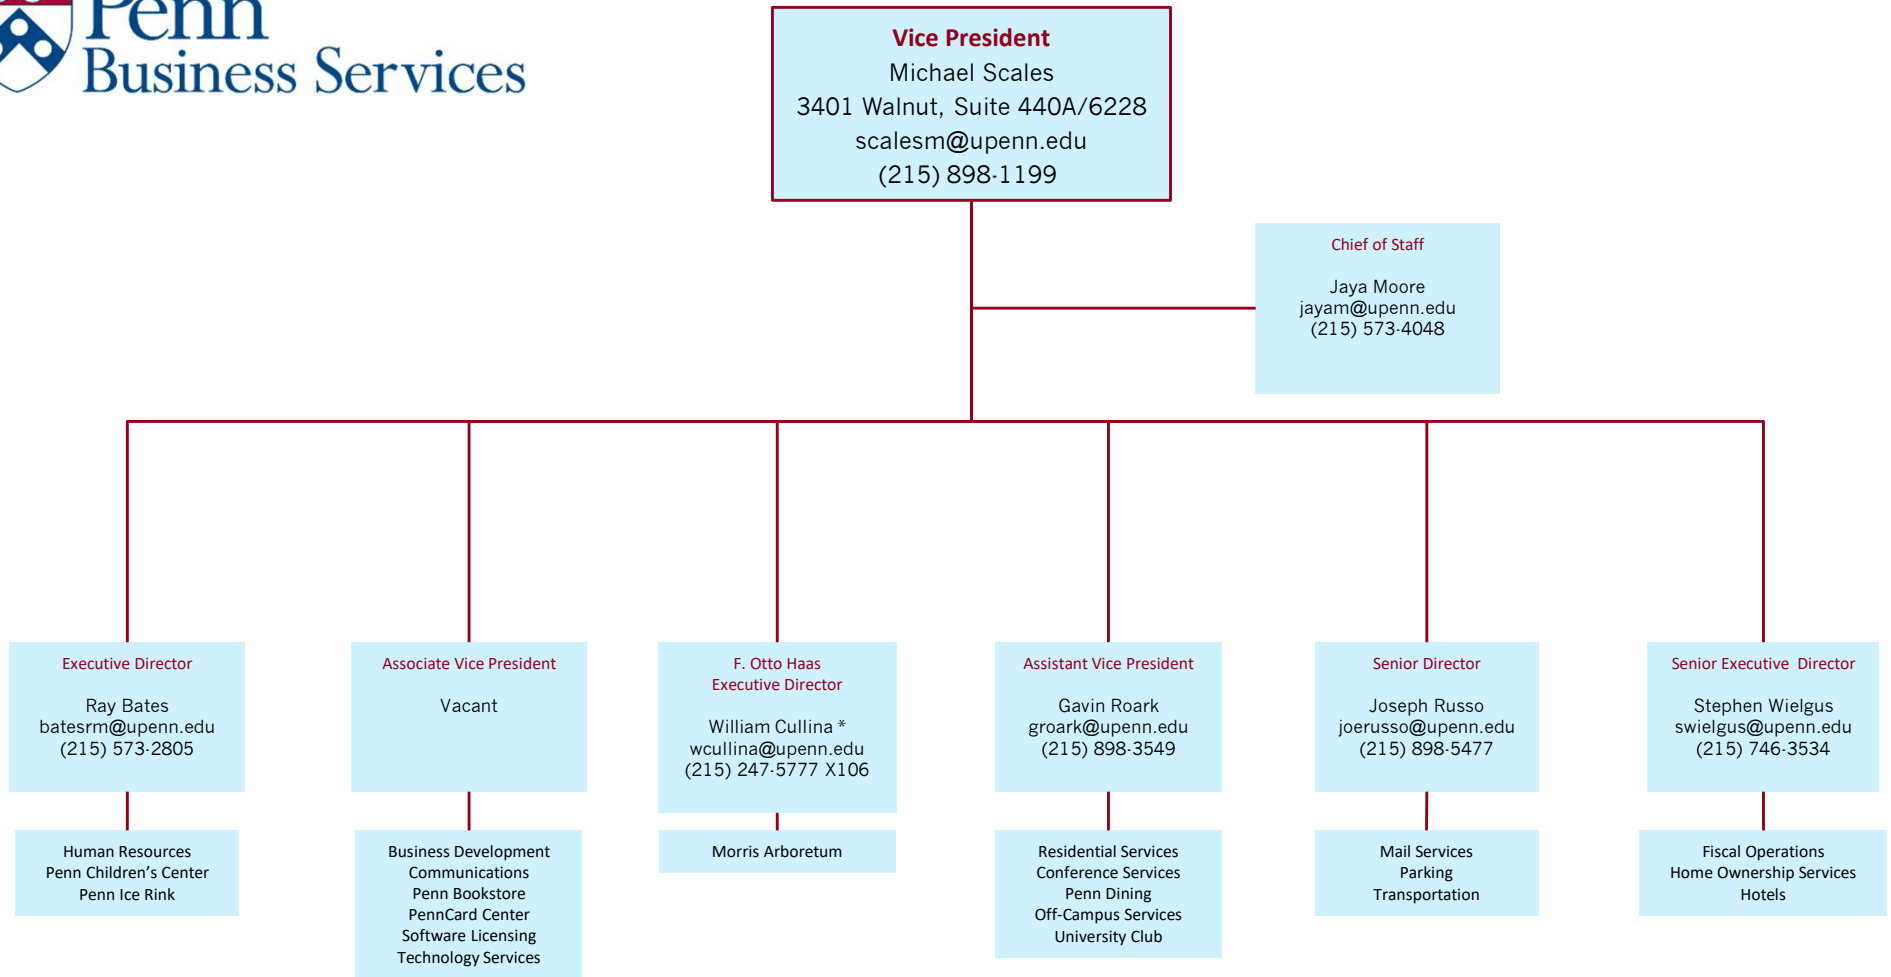 Penn
Business Services
Vice President
Michael Scales
3401 Walnut, Suite 440A/6228
scalesm@upenn.edu
(215) 898-1199
Chief of Staff
Jaya Moore
jayam@upenn.edu
(215) 573-4048
Executive Director
Ray Bates
batesrm@upenn.edu
(215) 573-2805
Human Resources
Penn Children's Center
Penn Ice Rink
Associate Vice President
Vacant
Business Development
Communications
Penn Bookstore
PennCard Center
Software Licensing
Technology Services
F. Otto Haas
Executive Director
William Cullina *
wcullina@upenn.edu
(215) 247-5777 X106
Morris Arboretum
Assistant Vice President
Gavin Roark
groark@upenn.edu
(215) 898-3549
Residential Services
Conference Services
Penn Dining
Off-Campus Services
University Club
Senior Director
Joseph Russo
joerusso@upenn.edu
(215) 898-5477
Mail Services
Parking
Transportation
Senior Executive  Director
Stephen Wielgus
swielgus@upenn.edu
(215) 746-3534
Fiscal Operations
Home Ownership Services
Hotels